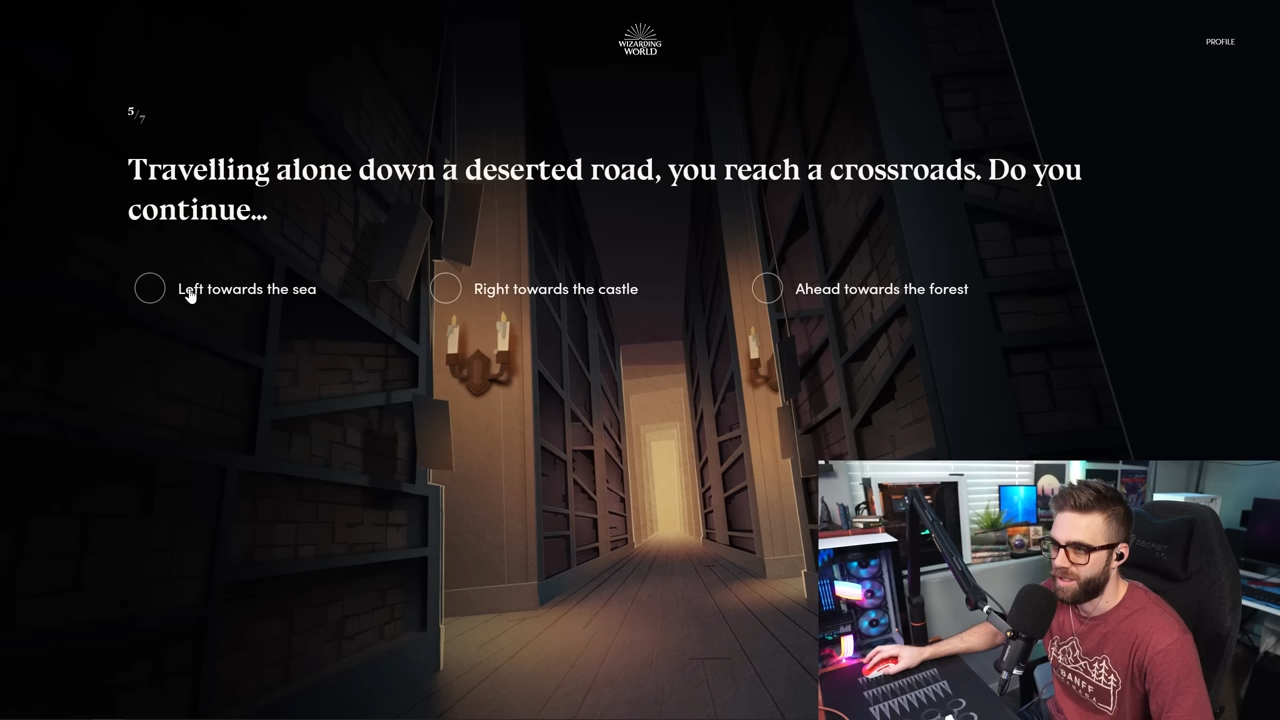 WIZARDING
WORLD
PROFILE
5/7
Travelling alone down a deserted road, you reach a crossroads. Do you
continue...
Left towards the sea
Right towards the castle
Ahead towards the forest
BANFF